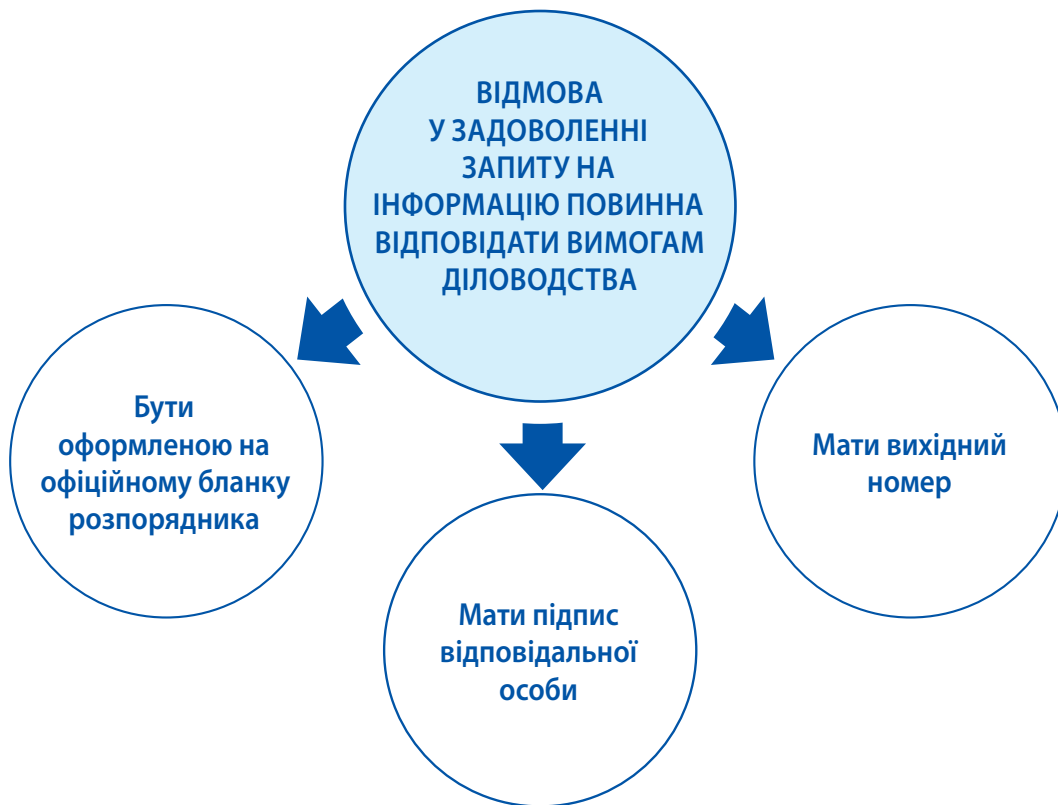 ВІДМОВА
У ЗАДОВОЛЕННІ
ЗАПИТУ НА
ІНФОРМАЦІЮ ПОВИННА
ВІДПОВІДАТИ ВИМОГАМ
ДІЛОВОДСТВА
Бути
оформленою на
офіційному бланку
розпорядника
Мати підпис
відповідальної
особи
Мати вихідний
номер